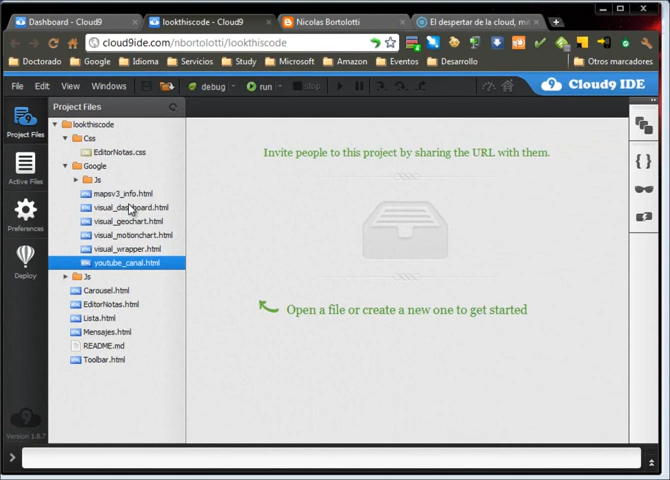 Dashboard - Cloud9
lookthiscode - Cloud9
Nicolas Bortolotti
El despertar de la cloud, mit
cloud9ide.com/nbortolotti/lookthiscode
Doctorado
Google
Idioma
Servicios
Study
Microsoft
Amazon
Eventos
Desarrollo
Otros marcadores
File Edit View Windows
debug
run
Stop
Cloud9 IDE
Project Files
Project Files
Active Files
Preferences
Deploy
Version 1.8.7
lookthiscode
Css
EditorNotas.css
Google
Js
mapsv3_info.html
visual_dashboard.html
visual_geochart.html
visual_motionchart.html
visual_wrapper.html
youtube_canal.html
Js
Carousel.html
EditorNotas.html
Lista.html
Mensajes.html
README.md
Toolbar.html
Invite people to this project by sharing the URL with them.
Open a file or create a new one to get started